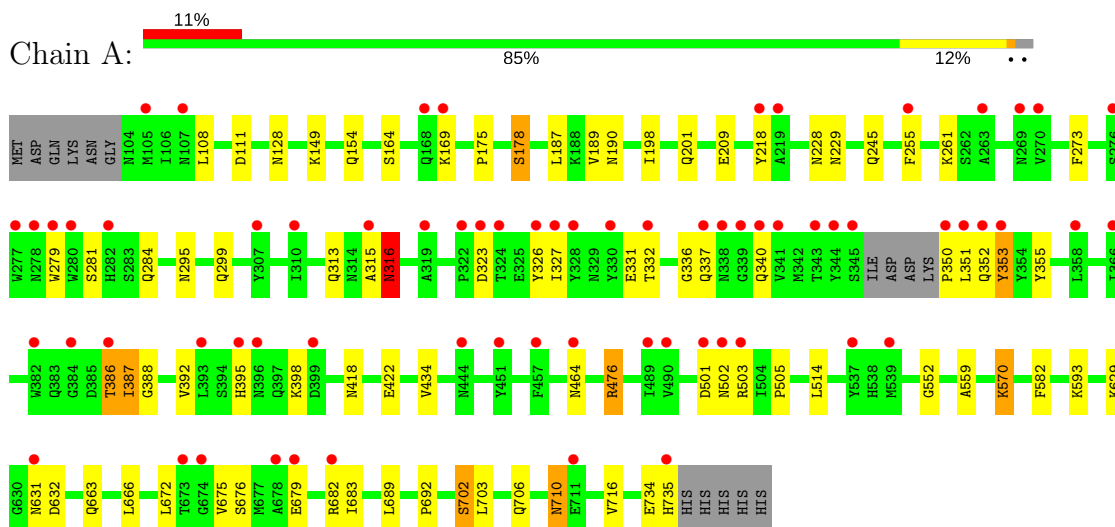 11%
Chain A:
85% 12% • •
MET ASP GLN LYS ASN GLY N104 M105 I106 N107 L108 D111 N128 K149 Q154 S164 Q168 K169 P175 S178 L187 K188 V189 N190 I198 Q201 E209 Y218 A219 N228 N229 Q245 F255 K261 S262 A263 N269 V270 F273 S276
W277 N278 W279 W280 S281 H282 S283 Q284 N295 Q299 Y307 I310 Q313 N314 A315 N316 A319 P322 D323 T324 E325 Y326 I327 Y328 N329 Y330 E331 T332 G336 Q337 N338 G339 Q340 V341 M342 T343 Y344 S345 ILE ASP ASP LYS P350 L351 Q352 Y353 Y354 Y355 L358 I366
W382 Q383 G384 D385 T386 I387 G388 V392 L393 S394 H395 N396 Q397 K398 D399 N418 E422 V434 N444 Y451 F457 N464 R476 I489 V490 D501 N502 R503 I504 P505 L514 Y537 H538 M539 G552 A559 K570 F582 K593 K629
G630 N631 D632 Q663 L666 L672 T673 G674 V675 S676 M677 A678 E679 R682 I683 L689 P692 S702 L703 Q706 N710 E711 V716 E734 H735 HIS HIS HIS HIS HIS